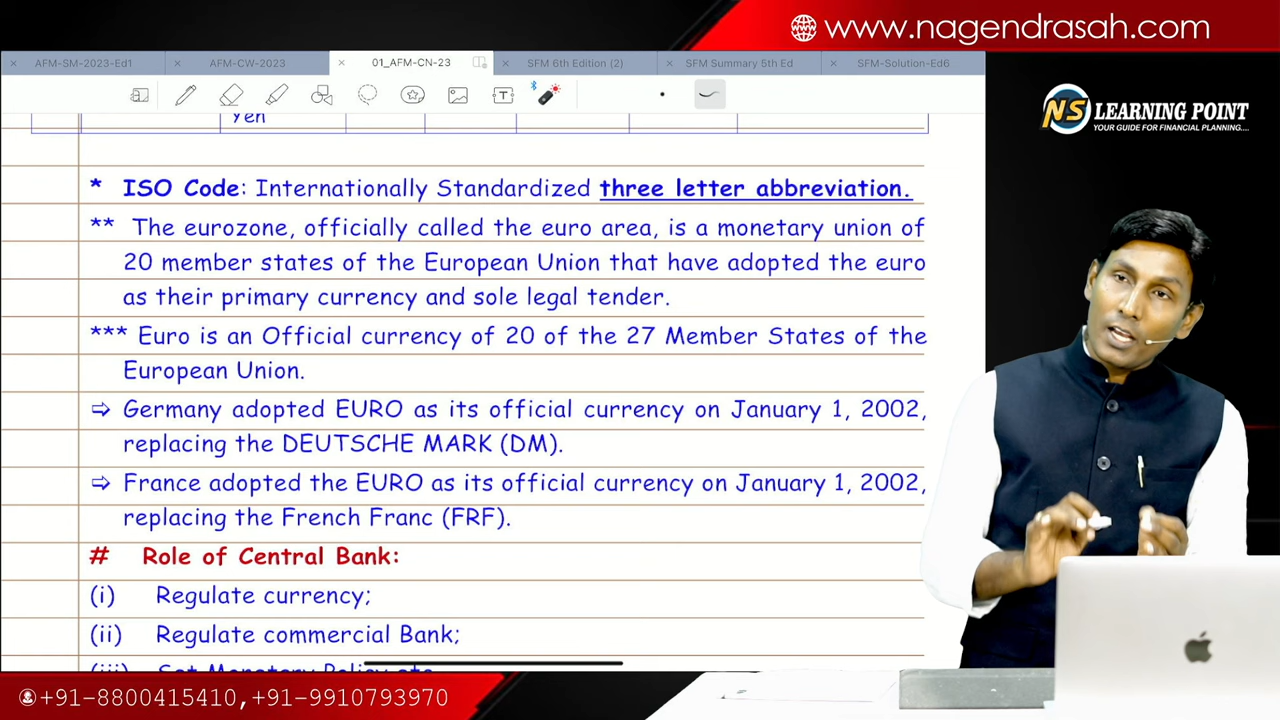 www.nagendrasah.com
AFM-SM-2023-Ed1
AFM-CW-2023
01_AFM-CN-23
SFM 6th Edition (2)
SFM Summary 5th Ed
SFM-Solution-Ed6
NS LEARNING POINT
YOUR GUIDE FOR FINANCIAL PLANNING....
Yen
* ISO Code: Internationally Standardized three letter abbreviation.
** The eurozone, officially called the euro area, is a monetary union of
20 member states of the European Union that have adopted the euro
as their primary currency and sole legal tender.
*** Euro is an Official currency of 20 of the 27 Member States of the
European Union.
⇨ Germany adopted EURO as its official currency on January 1, 2002,
replacing the DEUTSCHE MARK (DM).
⇨ France adopted the EURO as its official currency on January 1, 2002,
replacing the French Franc (FRF).
# Role of Central Bank:
(i) Regulate currency;
(ii) Regulate commercial Bank;
(iii) Set Monetary Policy etc
+91-8800415410,+91-9910793970